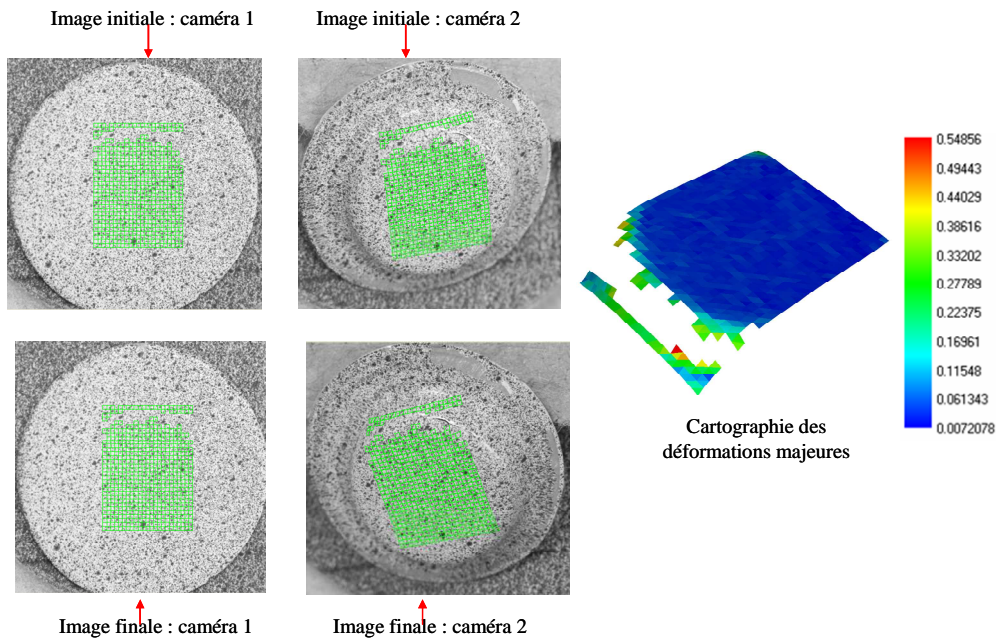 Image initiale : caméra 1
Image initiale : caméra 2
0.54856
0.49443
0.44029
0.38616
0.33202
0.27789
0.22375
0.16961
0.11548
0.061343
0.0072078
Cartographie des
déformations majeures
Image finale : caméra 1
Image finale : caméra 2